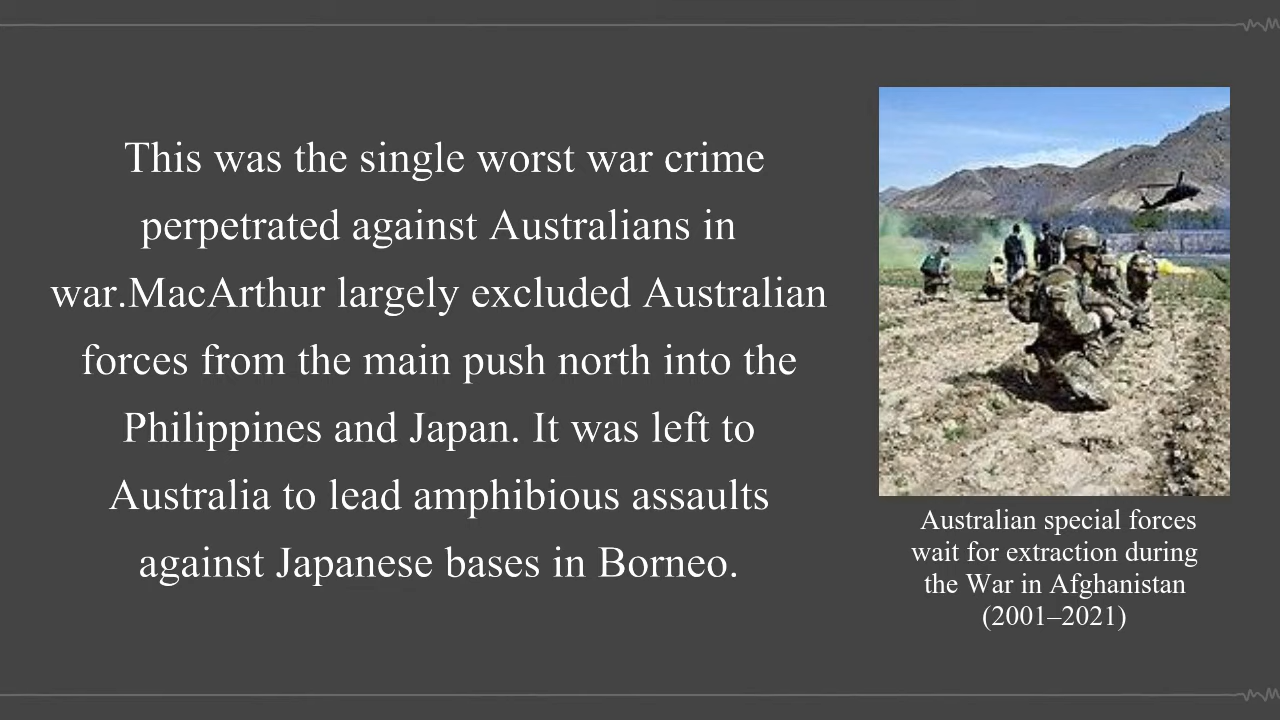 This was the single worst war crime
perpetrated against Australians in
war.MacArthur largely excluded Australian
forces from the main push north into the
Philippines and Japan. It was left to
Australia to lead amphibious assaults
against Japanese bases in Borneo.
Australian special forces
wait for extraction during
the War in Afghanistan
(2001–2021)